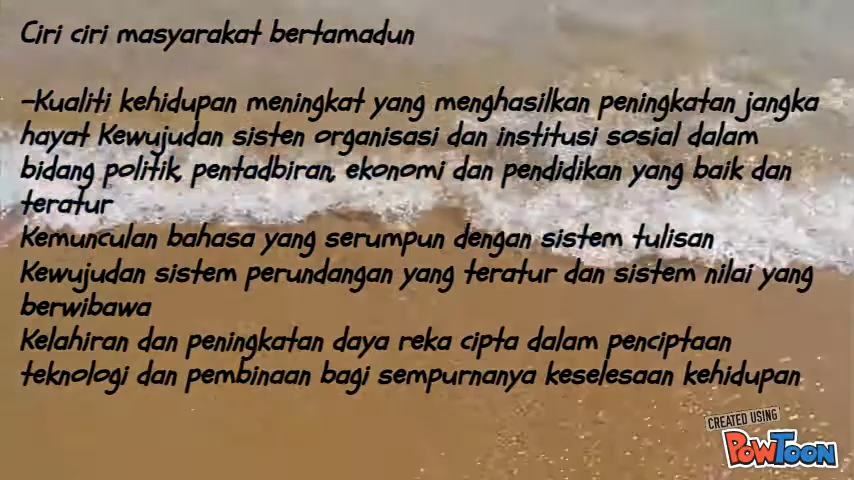 Ciri ciri masyarakat bertamadun
-Kualiti kehidupan meningkat yang menghasilkan peningkatan jangka
hayat Kewujudan sisten organisasi dan institusi sosial dalam
bidang politik, pentadbiran, ekonomi dan pendidikan yang baik dan
teratur
Kemunculan bahasa yang serumpun dengan sistem tulisan
Kewujudan sistem perundangan yang teratur dan sistem nilai yang
berwibawa
Kelahiran dan peningkatan daya reka cipta dalam penciptaan
teknologi dan pembinaan bagi sempurnanya keselesaan kehidupan
CREATED USING
POWTOON